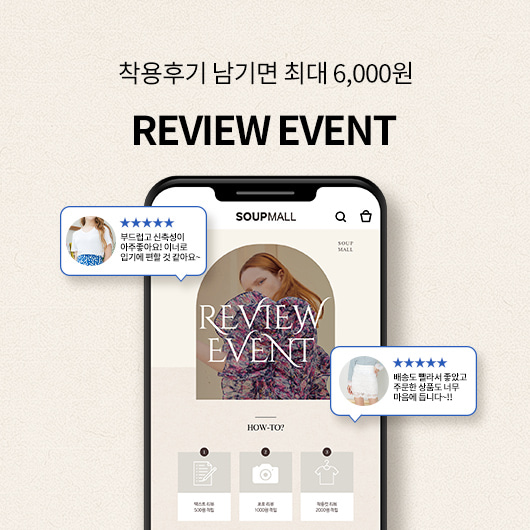 착용후기 남기면 최대 6,000원
REVIEW EVENT
SOUPMALL
★★★★★
부드럽고 신축성이
아주좋아요! 이너로
입기에 편할 것 같아요~
SOUP
MALL
REVIEW
EVENT
★★★★★
배송도 빨라서 좋았고
주문한 상품도 너무
마음에 듭니다~!!
HOW-TO?
1
2
3
텍스트 리뷰
500원 적립
포토 리뷰
1000원 적립
착용컷 리뷰
2000원 적립